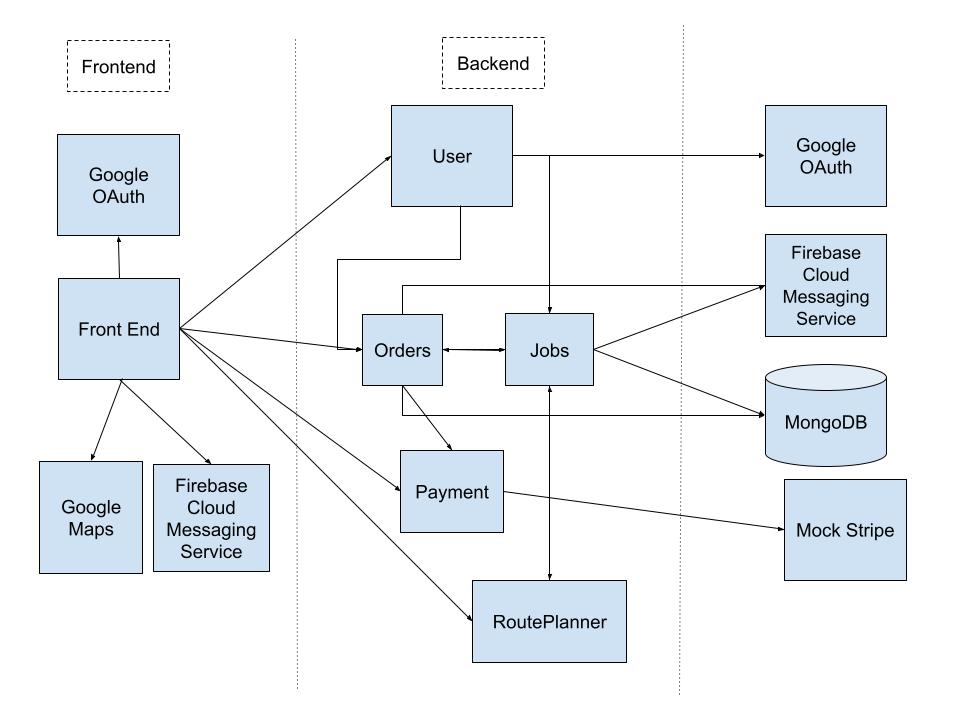 Frontend
Backend
Google
OAuth
User
Google
OAuth
Front End
Orders
Jobs
Firebase
Cloud
Messaging
Service
MongoDB
Google
Maps
Firebase
Cloud
Messaging
Service
Payment
Mock Stripe
RoutePlanner